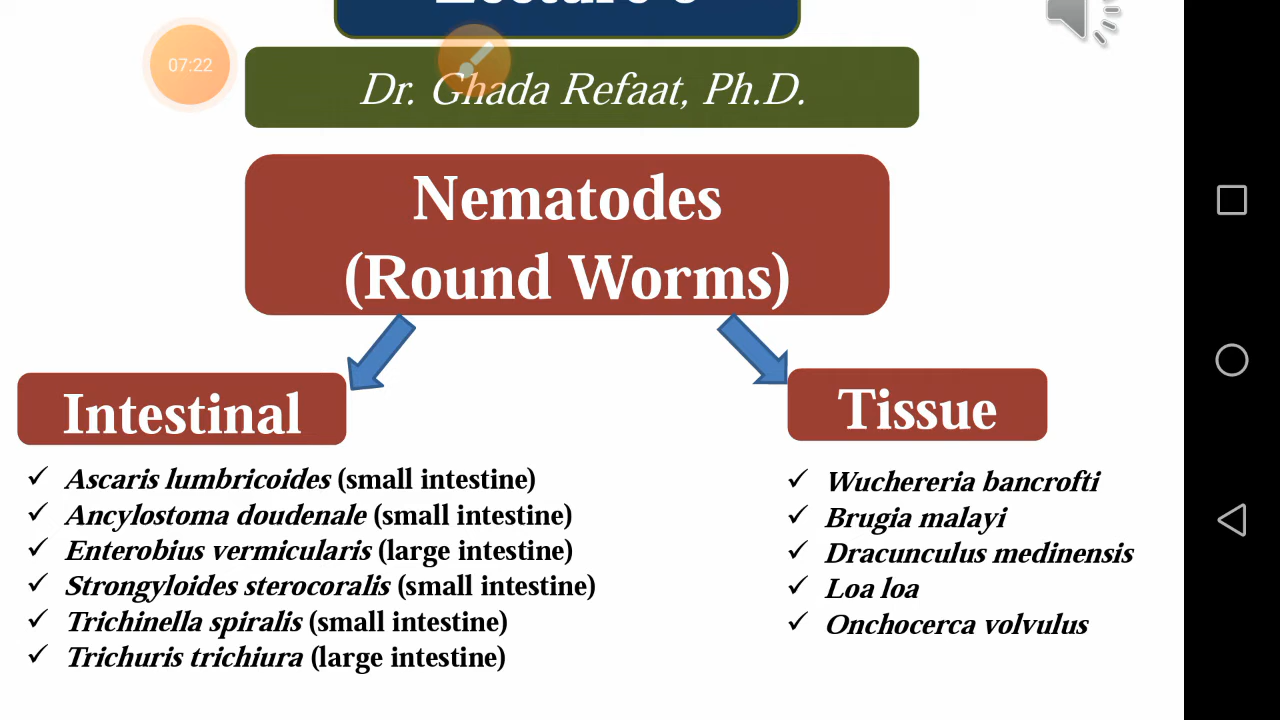 07:22
Dr. Ghada Refaat, Ph.D.
Nematodes
(Round Worms)
Intestinal
Tissue
✓ Ascaris lumbricoides (small intestine)
✓ Ancylostoma doudenale (small intestine)
✓ Enterobius vermicularis (large intestine)
✓ Strongyloides sterocoralis (small intestine)
✓ Trichinella spiralis (small intestine)
✓ Trichuris trichiura (large intestine)
✓ Wuchereria bancrofti
✓ Brugia malayi
✓ Dracunculus medinensis
✓ Loa loa
✓ Onchocerca volvulus